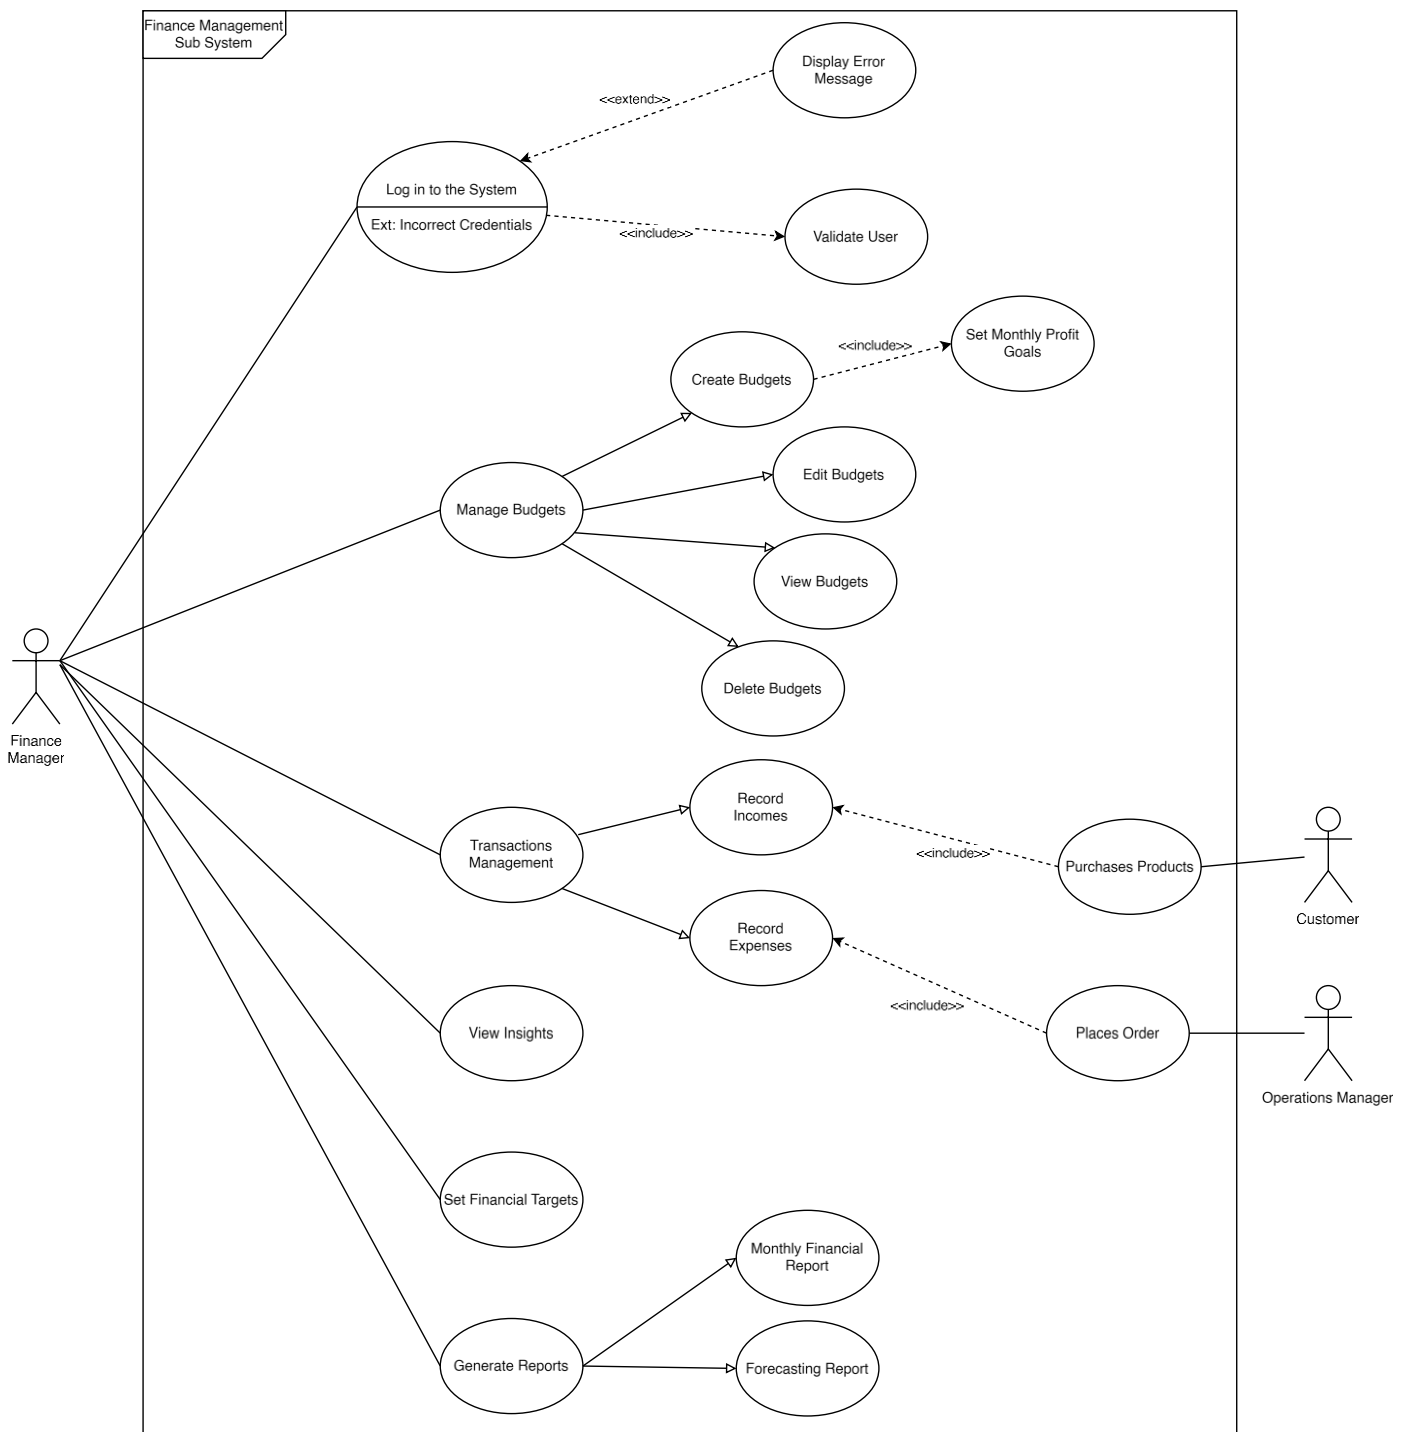 Finance Management
Sub System
Display Error
Message
<<extend>>
Log in to the System
Ext: Incorrect Credentials
<<include>>
Validate User
Set Monthly Profit
Goals
<<include>>
Create Budgets
Edit Budgets
Manage Budgets
View Budgets
Delete Budgets
Finance
Manager
Record
Incomes
Transactions
Management
<<include>>
Purchases Products
Customer
Record
Expenses
<<include>>
View Insights
Places Order
Operations Manager
Set Financial Targets
Monthly Financial
Report
Generate Reports
Forecasting Report